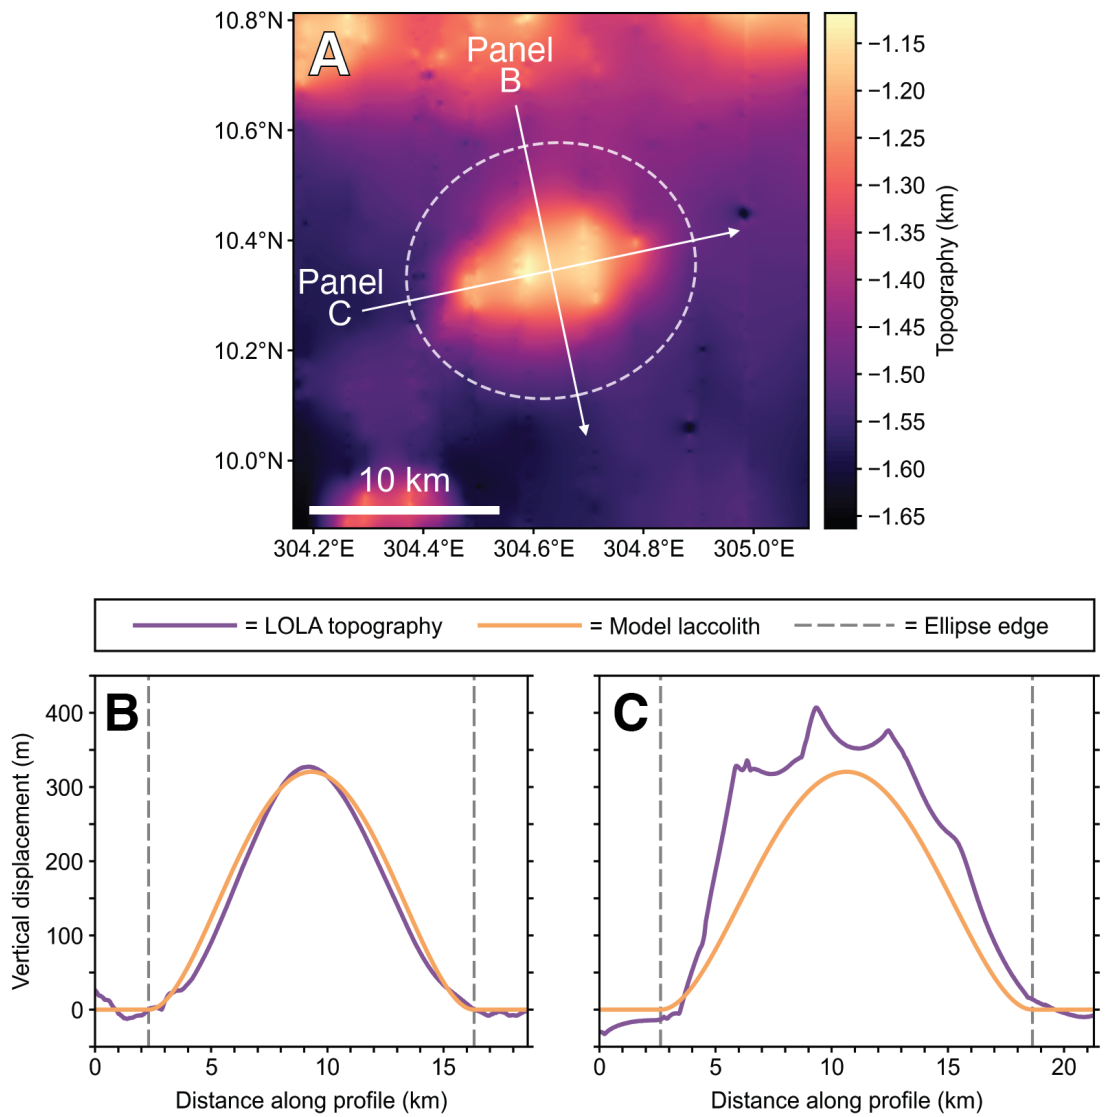 A
Panel
B
Panel
C
10 km
10.8°N
10.6°N
10.4°N
10.2°N
10.0°N
304.2°E
304.4°E
304.6°E
304.8°E
305.0°E
−1.15
−1.20
−1.25
−1.30
−1.35
−1.40
−1.45
−1.50
−1.55
−1.60
−1.65
Topography (km)
= LOLA topography
= Model laccolith
= Ellipse edge
B
400
300
200
100
0
Vertical displacement (m)
0
5
10
15
Distance along profile (km)
C
0
5
10
15
20
Distance along profile (km)